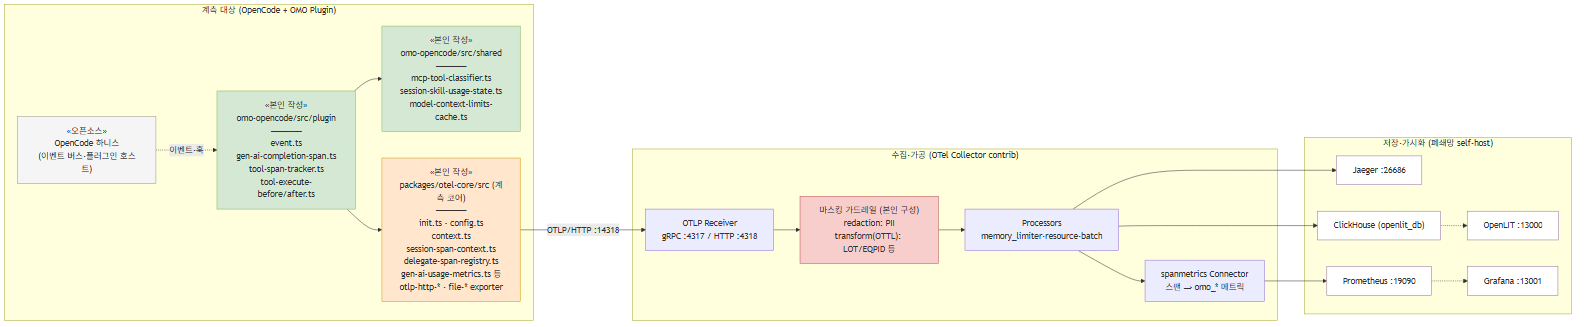 계측 대상 (OpenCode + OMO Plugin)
«오픈소스»
OpenCode 하니스
(이벤트 버스·플러그인 호스
트)
이벤트·훅
«본인 작성»
omo-opencode/src/plugin
──────
event.ts
gen-ai-completion-span.ts
tool-span-tracker.ts
tool-execute-
before/after.ts
«본인 작성»
omo-opencode/src/shared
──────
mcp-tool-classifier.ts
session-skill-usage-state.ts
model-context-limits-
cache.ts
«본인 작성»
packages/otel-core/src (계
측 코어)
──────
init.ts · config.ts
context.ts
session-span-context.ts
delegate-span-registry.ts
gen-ai-usage-metrics.ts 등
otlp-http-* · file-* exporter
OTLP/HTTP :14318
수집·가공 (OTel Collector contrib)
OTLP Receiver
gRPC :4317 / HTTP :4318
마스킹 가드레일 (본인 구성)
redaction: PII
transform(OTTL):
LOT/EQPID 등
Processors
memory_limiter·resource·batch
spanmetrics Connector
스팬 → omo_* 메트릭
저장·가시화 (폐쇄망 self-host)
Jaeger :26686
ClickHouse (openlit_db)
OpenLIT :13000
Prometheus :19090
Grafana :13001